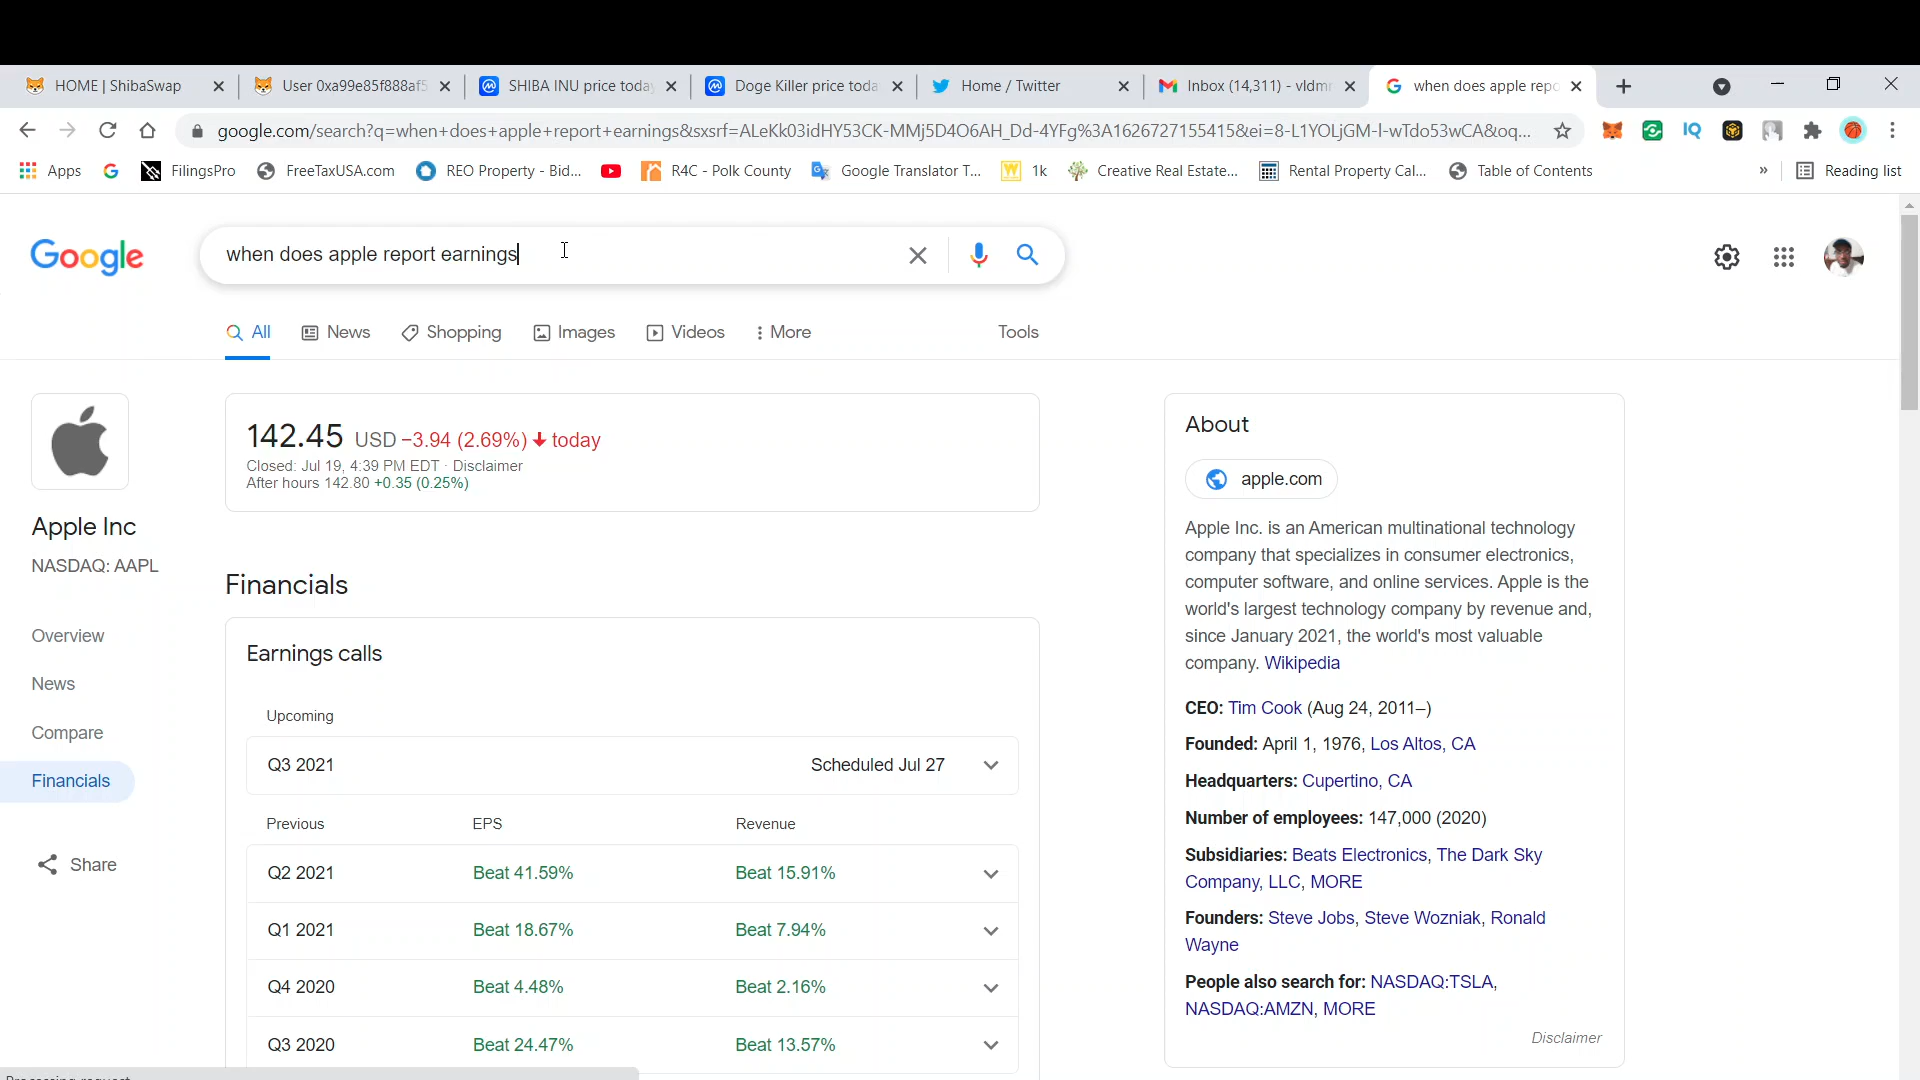 HOME | ShibaSwap
User 0xa99e85f888af5
SHIBA INU price today
Doge Killer price toda
Home / Twitter
Inbox (14,311) - vldmr
when does apple repo
google.com/search?q=when+does+apple+report+earnings&sxsrf=ALeKk03idHY53CK-MMj5D4O6AH_Dd-4YFg%3A1626727155415&ei=8-L1YOLjGM-l-wTdo53wCA&oq...
Apps
FilingsPro
FreeTaxUSA.com
REO Property - Bid...
R4C - Polk County
Google Translator T...
1k
Creative Real Estate...
Rental Property Cal...
Table of Contents
»
Reading list
Google
when does apple report earnings
All
News
Shopping
Images
Videos
More
Tools
Apple Inc
NASDAQ: AAPL
Overview
News
Compare
Financials
Share
142.45 USD −3.94 (2.69%) today
Closed: Jul 19, 4:39 PM EDT · Disclaimer
After hours 142.80 +0.35 (0.25%)
Financials
Earnings calls
Upcoming
Q3 2021 Scheduled Jul 27
Previous EPS Revenue
Q2 2021 Beat 41.59% Beat 15.91%
Q1 2021 Beat 18.67% Beat 7.94%
Q4 2020 Beat 4.48% Beat 2.16%
Q3 2020 Beat 24.47% Beat 13.57%
About
apple.com
Apple Inc. is an American multinational technology
company that specializes in consumer electronics,
computer software, and online services. Apple is the
world's largest technology company by revenue and,
since January 2021, the world's most valuable
company. Wikipedia
CEO: Tim Cook (Aug 24, 2011–)
Founded: April 1, 1976, Los Altos, CA
Headquarters: Cupertino, CA
Number of employees: 147,000 (2020)
Subsidiaries: Beats Electronics, The Dark Sky
Company, LLC, MORE
Founders: Steve Jobs, Steve Wozniak, Ronald
Wayne
People also search for: NASDAQ:TSLA,
NASDAQ:AMZN, MORE
Disclaimer